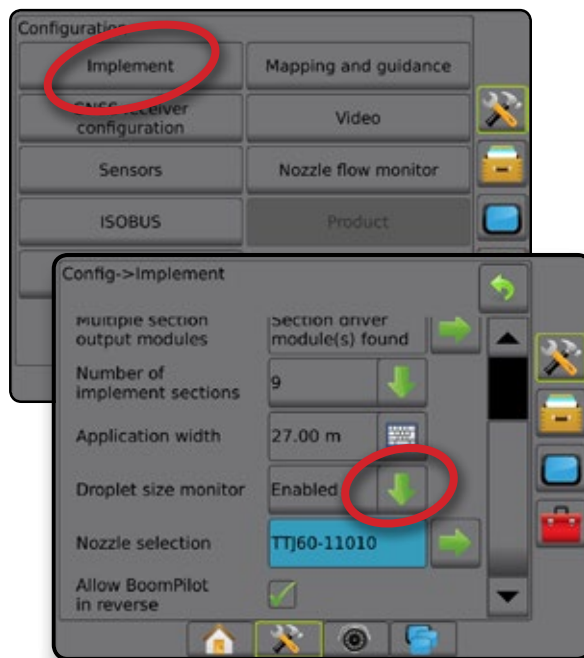 Configuration
Implement
Mapping and guidance
GNSS receiver
configuration
Video
Sensors
Nozzle flow monitor
ISOBUS
Product
Config->Implement
Multiple section
output modules
Section driver
module(s) found
Number of
implement sections
9
Application width
27.00 m
Droplet size monitor
Enabled
Nozzle selection
TTJ60-11010
Allow BoomPilot
in reverse